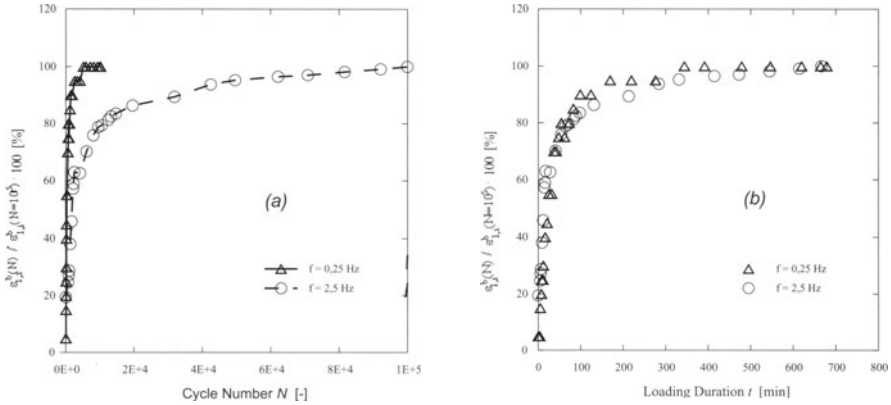 120
100
80
60
40
20
0
0E+0
2E+4
4E+4
6E+4
8E+4
1E+5
Cycle Number N [-]
(a)
f = 0,25 Hz
f = 2,5 Hz
120
100
80
60
40
20
0
0
100
200
300
400
500
600
700
800
Loading Duration t [min]
(b)
f = 0,25 Hz
f = 2,5 Hz